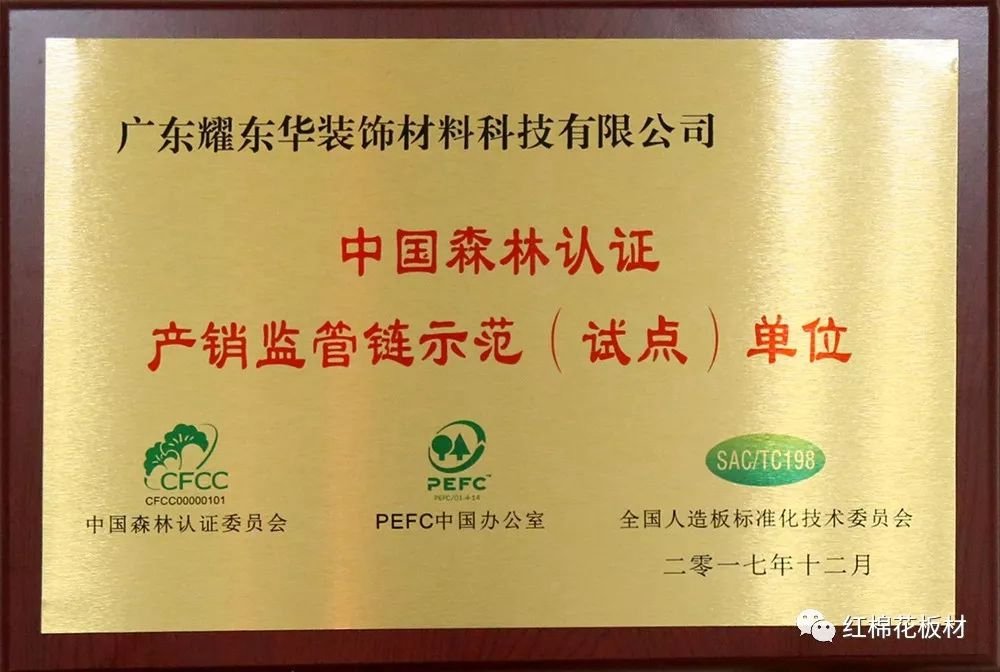 广东耀东华装饰材料科技有限公司
中国森林认证
产销监管链示范（试点）单位
CFCC
CFCC00000101
中国森林认证委员会
PEFC™
PEFC/01-4-14
PEFC中国办公室
SAC/TC198
全国人造板标准化技术委员会
二零一七年十二月
红棉花板材